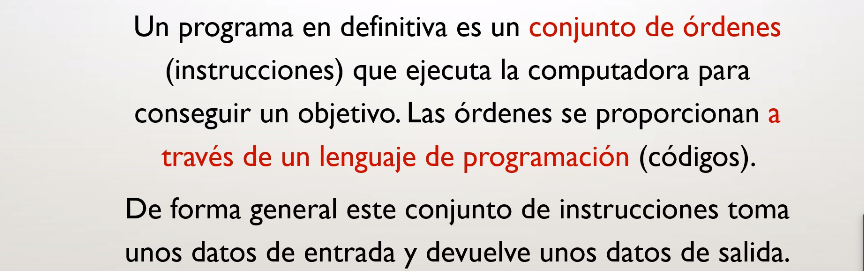 Un programa en definitiva es un conjunto de órdenes
(instrucciones) que ejecuta la computadora para
conseguir un objetivo. Las órdenes se proporcionan a
través de un lenguaje de programación (códigos).
De forma general este conjunto de instrucciones toma
unos datos de entrada y devuelve unos datos de salida.